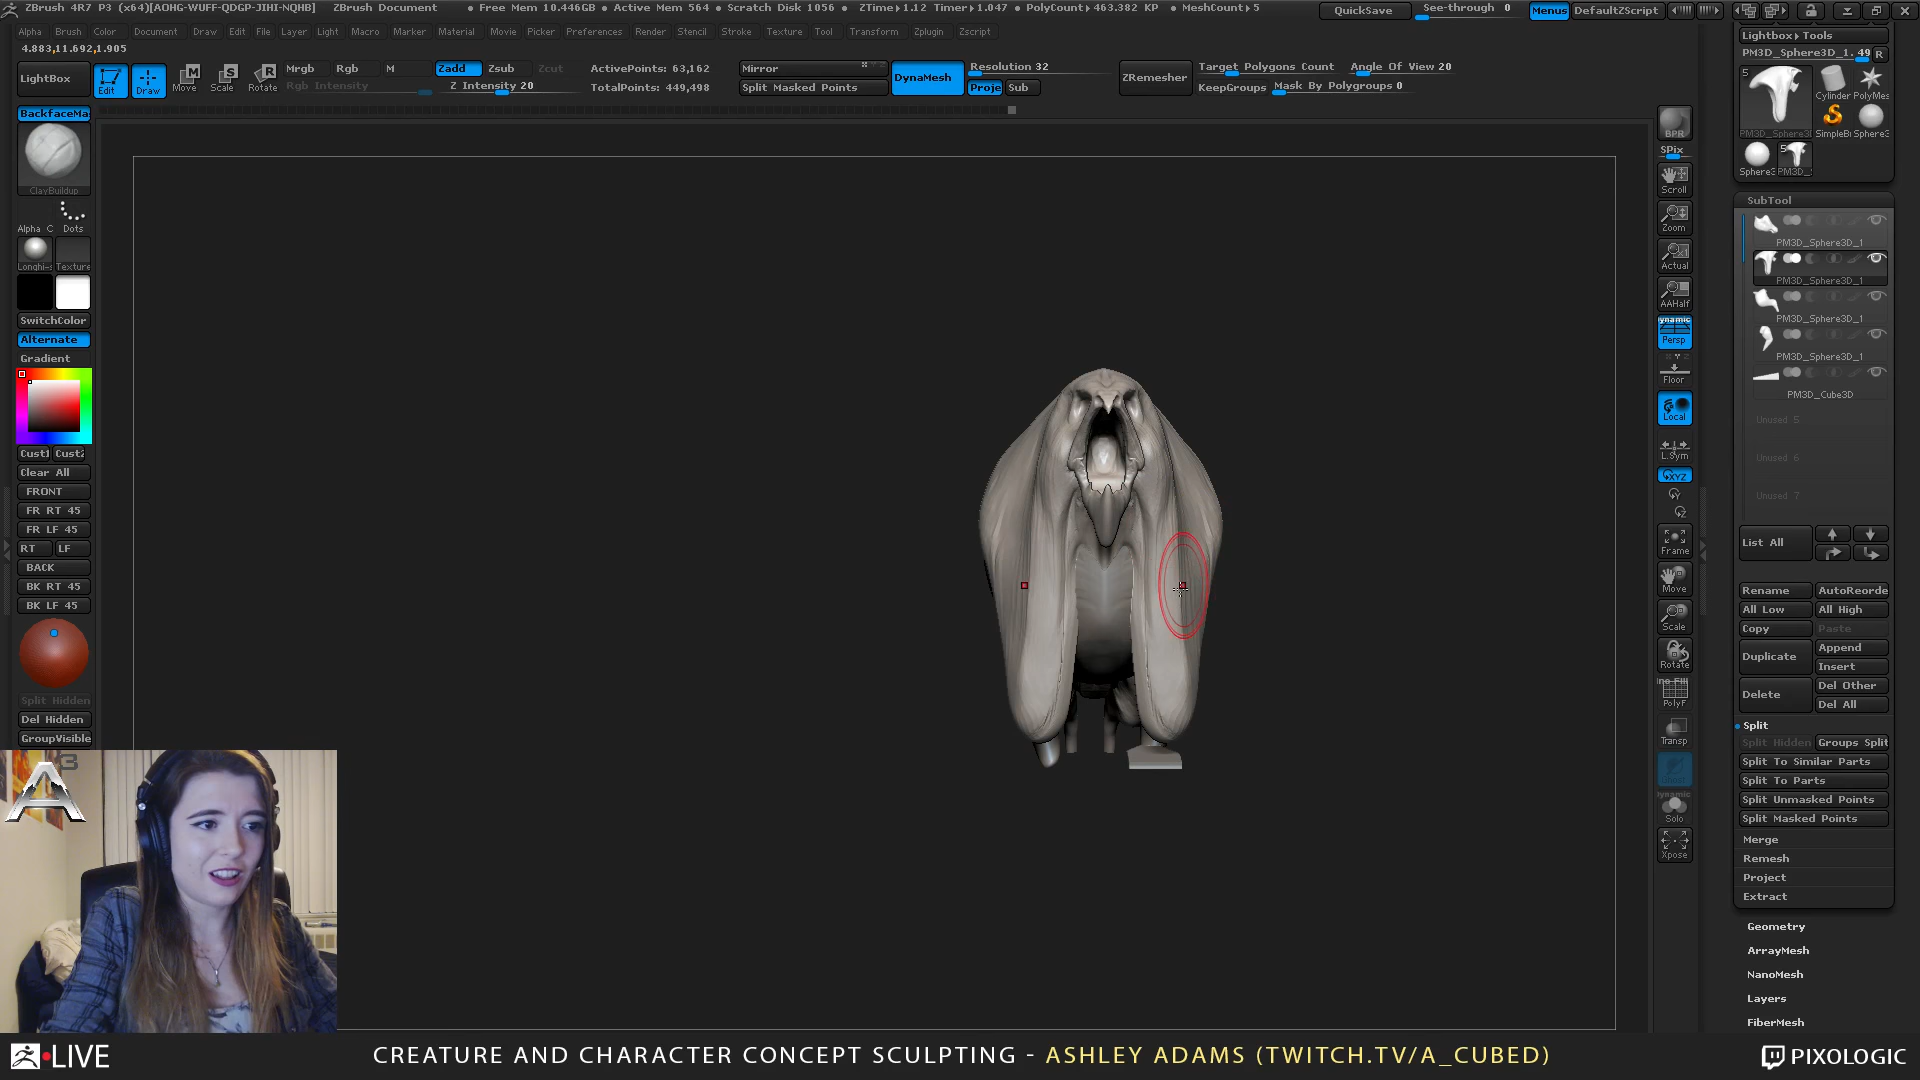 ZBrush 4R7 P3 (x64)[AOHG-WUFF-QDGP-JIHI-NQHB] ZBrush Document • Free Mem 10.446GB • Active Mem 564 • Scratch Disk 1056 • ZTime▸1.12 Timer▸1.047 • PolyCount▸463.382 KP • MeshCount▸5 QuickSave See-through 0 Menus DefaultZScript
Alpha Brush Color Document Draw Edit File Layer Light Macro Marker Material Movie Picker Preferences Render Stencil Stroke Texture Tool Transform Zplugin Zscript
4.883,11.692,1.905
LightBox Edit Draw Move Scale Rotate
Mrgb Rgb M Zadd Zsub Zcut
Rgb Intensity Z Intensity 20
ActivePoints: 63,162
TotalPoints: 449,498
Mirror
Split Masked Points
DynaMesh
Resolution 32
Proje Sub
ZRemesher
Target Polygons Count Angle Of View 20
KeepGroups Mask By Polygroups 0
BackfaceMa
ClayBuildup
Alpha C Dots
Texture
SwitchColor
Alternate
Gradient
Cust1 Cust2
Clear All
FRONT
FR RT 45
FR LF 45
RT LF
BACK
BK RT 45
BK LF 45
Split Hidden
Del Hidden
GroupVisible
BPR
SPix
Scroll
Zoom
Actual
AAHalf
Persp
Floor
Local
L.Sym
XYZ
Frame
Move
Scale
Rotate
PolyF
Transp
Dynamic
Solo
Xpose
Lightbox▸Tools
PM3D_Sphere3D_1. 49 R
5
Cylinder PolyMes
PM3D_Sphere3
SimpleB Sphere3
5
Sphere3 PM3D_
SubTool
PM3D_Sphere3D_1
PM3D_Sphere3D_1
PM3D_Sphere3D_1
PM3D_Sphere3D_1
PM3D_Cube3D
Unused 5
Unused 6
Unused 7
List All
Rename AutoReorde
All Low All High
Copy Paste
Duplicate Append
Insert
Delete Del Other
Del All
Split
Split Hidden Groups Split
Split To Similar Parts
Split To Parts
Split Unmasked Points
Split Masked Points
Merge
Remesh
Project
Extract
Geometry
ArrayMesh
NanoMesh
Layers
FiberMesh
A 3
LIVE CREATURE AND CHARACTER CONCEPT SCULPTING - ASHLEY ADAMS (TWITCH.TV/A_CUBED) PIXOLOGIC